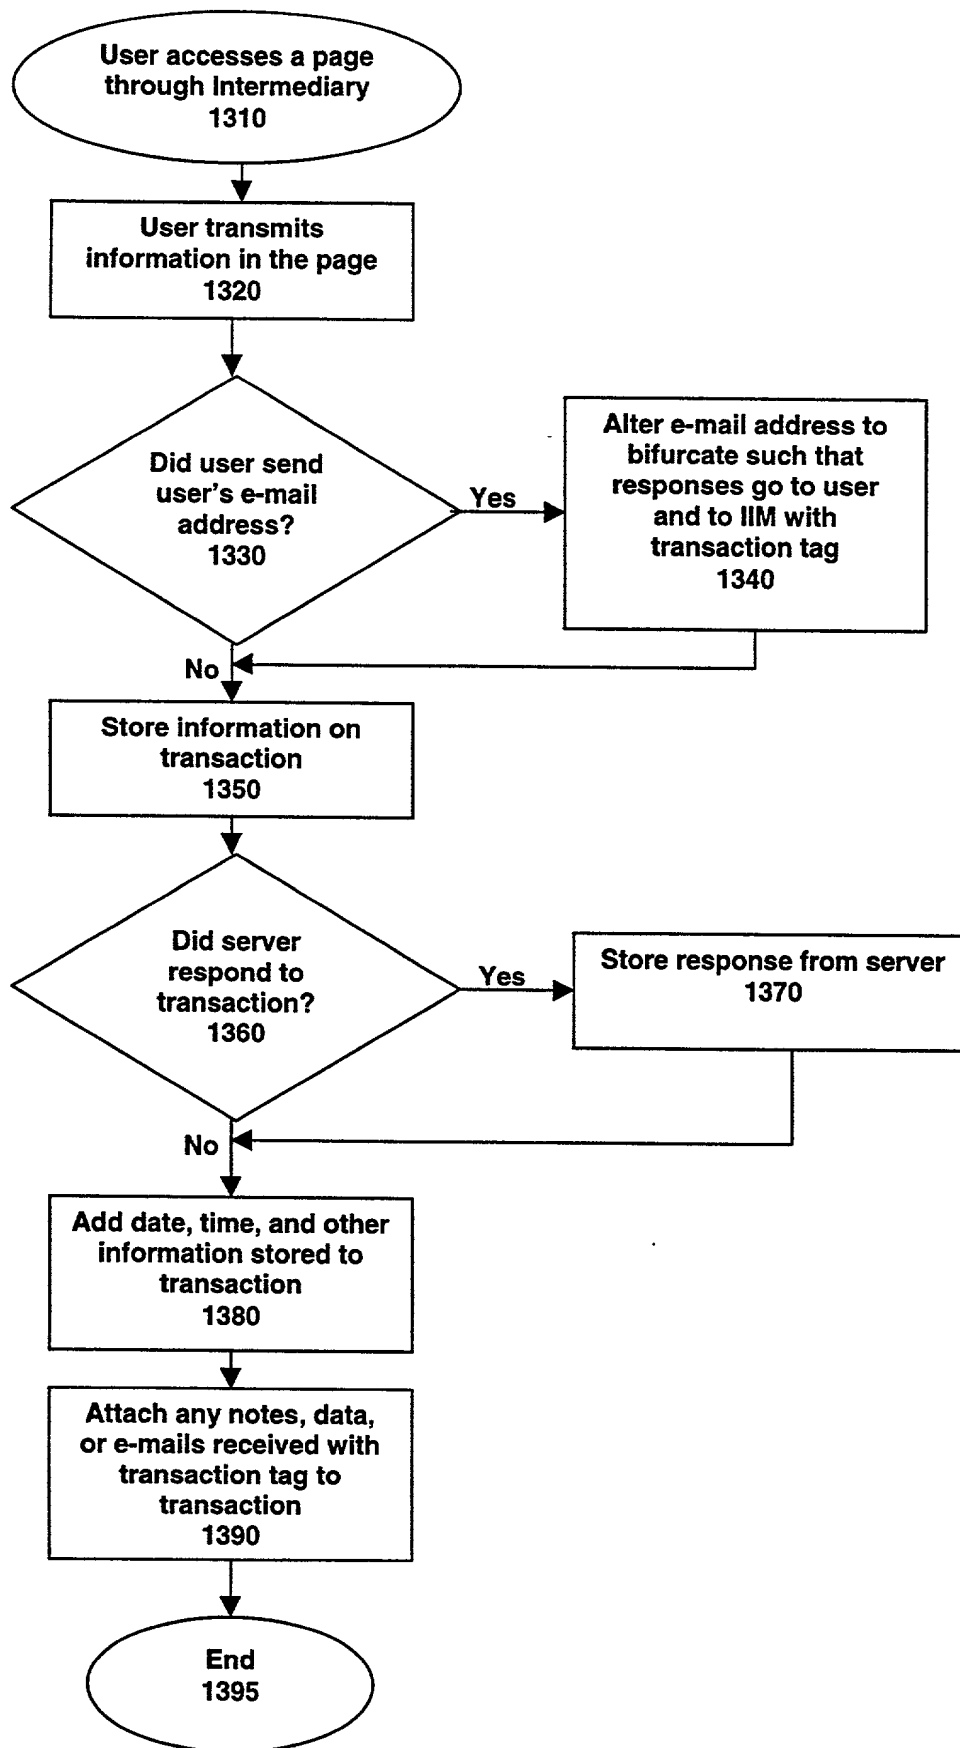 User accesses a page
through Intermediary
1310
User transmits
information in the page
1320
Did user send
user's e-mail
address?
1330
Yes
Alter e-mail address to
bifurcate such that
responses go to user
and to IIM with
transaction tag
1340
No
Store information on
transaction
1350
Did server
respond to
transaction?
1360
Yes
Store response from server
1370
No
Add date, time, and other
information stored to
transaction
1380
Attach any notes, data,
or e-mails received with
transaction tag to
transaction
1390
End
1395